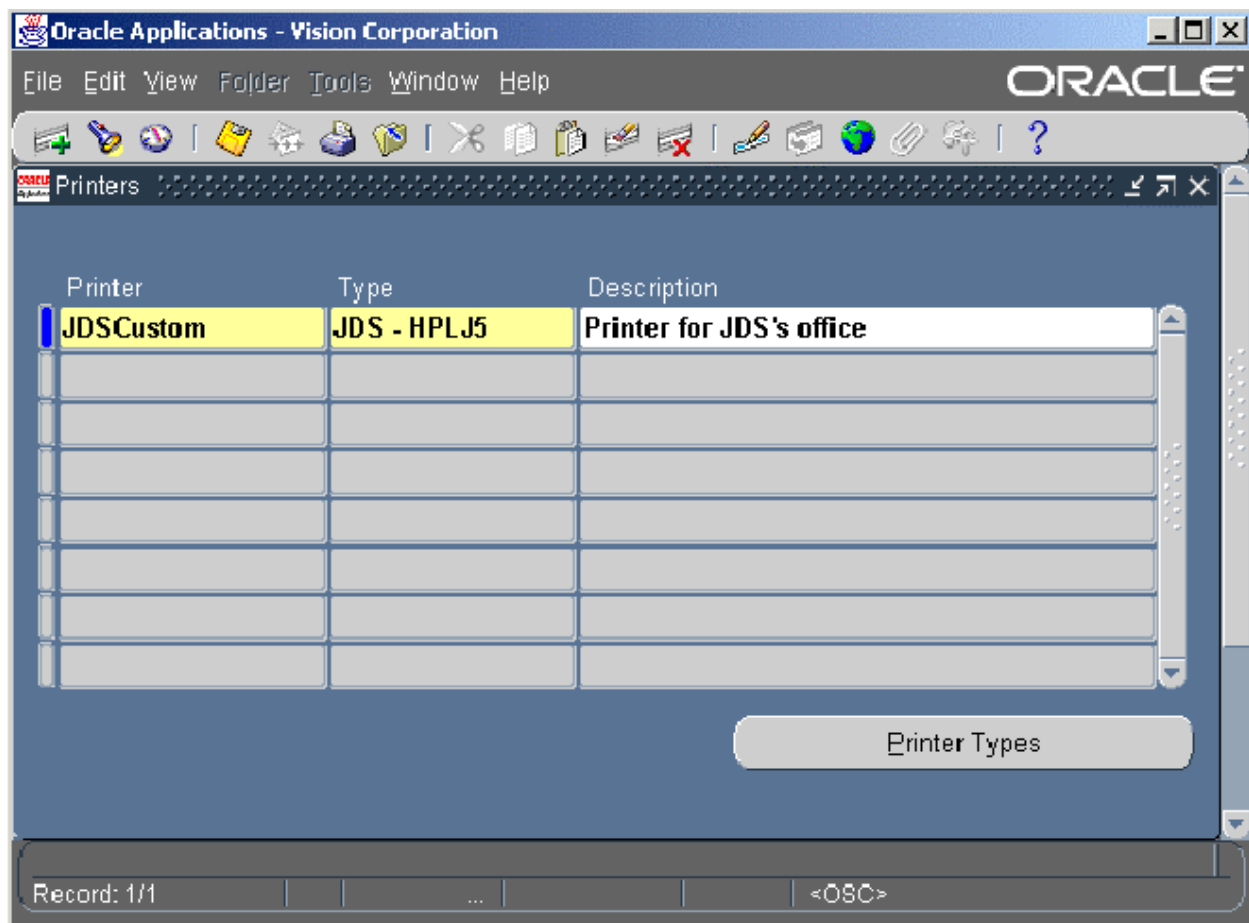 Oracle Applications - Vision Corporation
File Edit View Folder Tools Window Help
ORACLE
Printers
Printer Type Description
JDSCustom JDS - HPLJ5 Printer for JDS's office
Printer Types
Record: 1/1 ... <OSC>